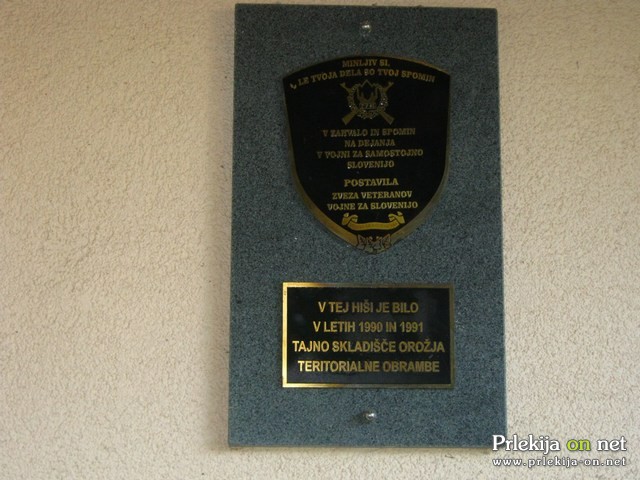 MINLJIV SI,
LE TVOJA DELA SO TVOJ SPOMIN
V ZAHVALO IN SPOMIN
NA DEJANJA
V VOJNI ZA SAMOSTOJNO
SLOVENIJO
POSTAVILA
ZVEZA VETERANOV
VOJNE ZA SLOVENIJO
V TEJ HIŠI JE BILO
V LETIH 1990 IN 1991
TAJNO SKLADIŠČE OROŽJA
TERITORIALNE OBRAMBE
Prlekija on net
www.prlekija-on.net